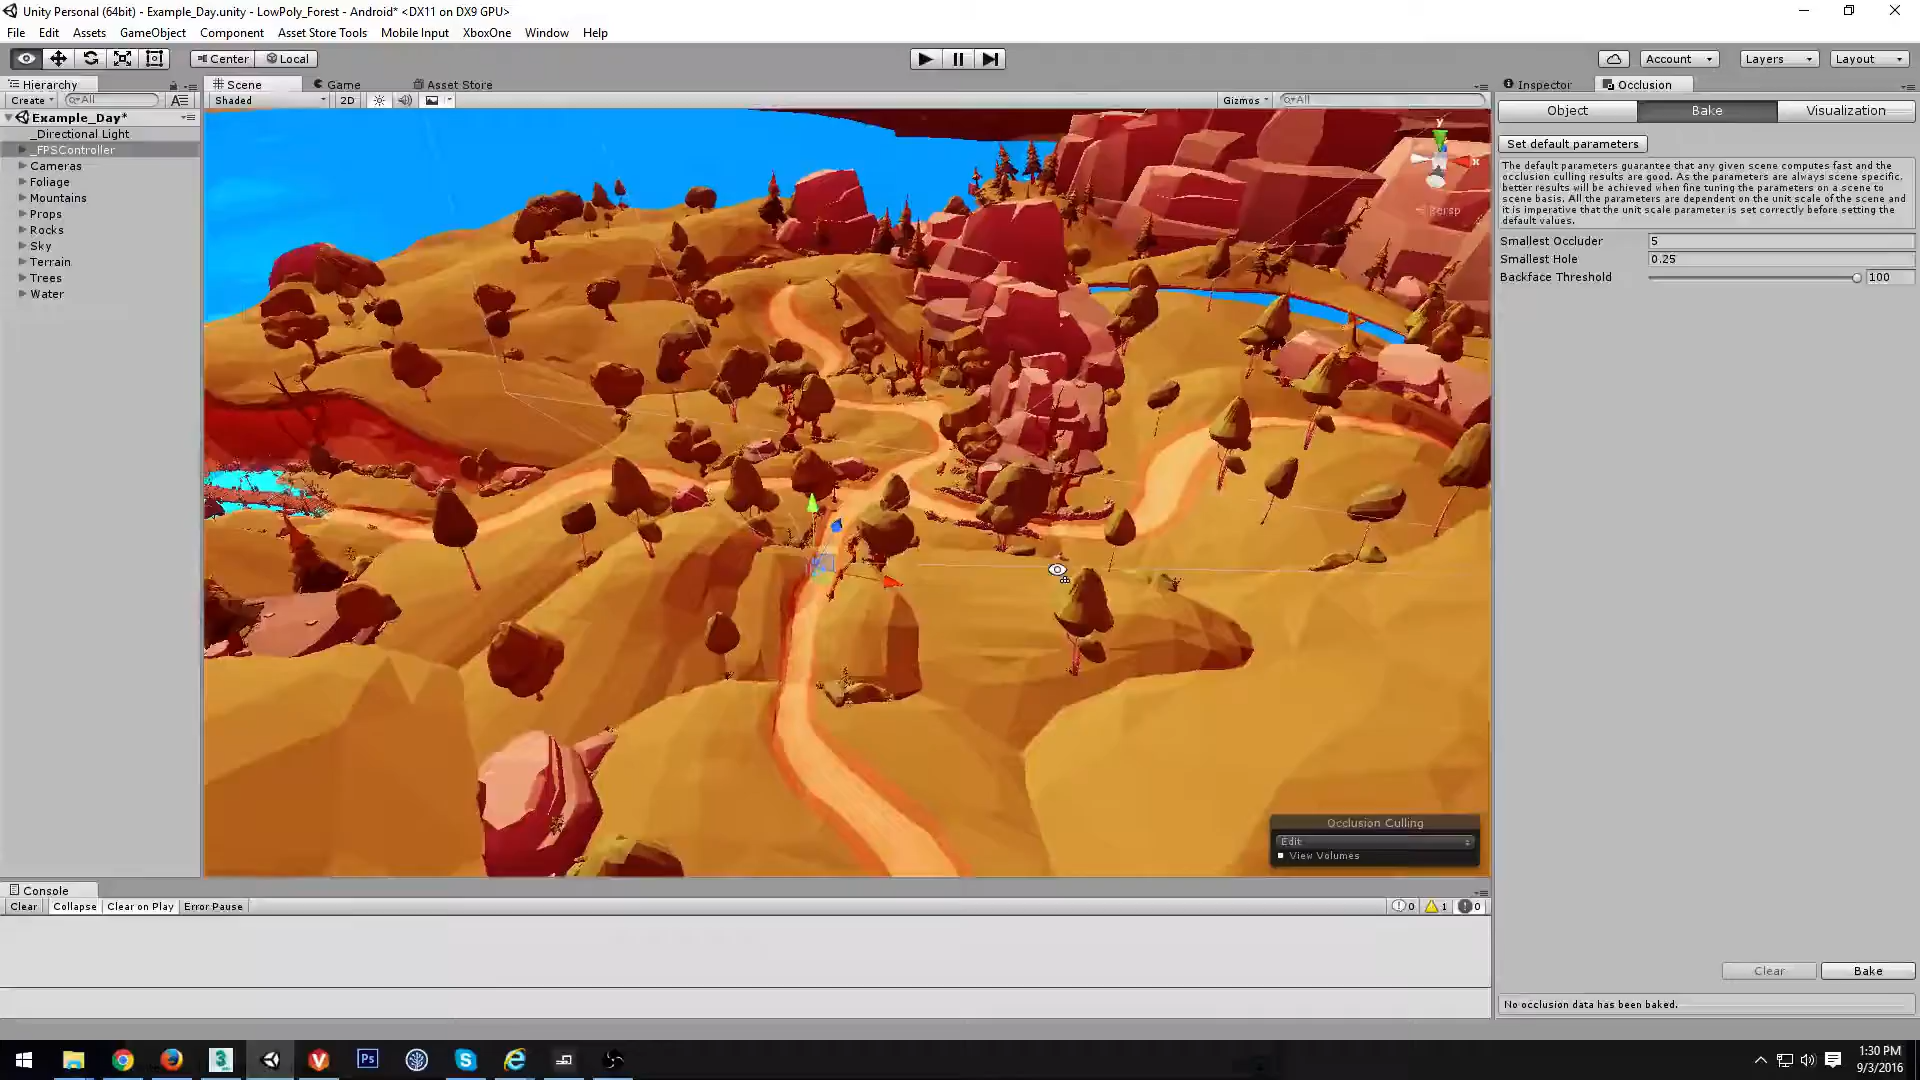 Unity Personal (64bit) - Example_Day.unity - LowPoly_Forest - Android* <DX11 on DX9 GPU>
File Edit Assets GameObject Component Asset Store Tools Mobile Input XboxOne Window Help
Center Local Account Layers Layout
Hierarchy Scene Game Asset Store Inspector Occlusion
Create All Shaded 2D Gizmos All
Example_Day*
_Directional Light
_FPSController
Cameras
Foliage
Mountains
Props
Rocks
Sky
Terrain
Trees
Water
y
x
Persp
Object Bake Visualization
Set default parameters
The default parameters guarantee that any given scene computes fast and the
occlusion culling results are good. As the parameters are always scene specific,
better results will be achieved when fine tuning the parameters on a scene to
scene basis. All the parameters are dependent on the unit scale of the scene and
it is imperative that the unit scale parameter is set correctly before setting the
default values.
Smallest Occluder 5
Smallest Hole 0.25
Backface Threshold 100
Occlusion Culling
Edit
View Volumes
Console
Clear Collapse Clear on Play Error Pause 0 1 0
Clear Bake
No occlusion data has been baked.
3
Ps
S
1:30 PM
9/3/2016